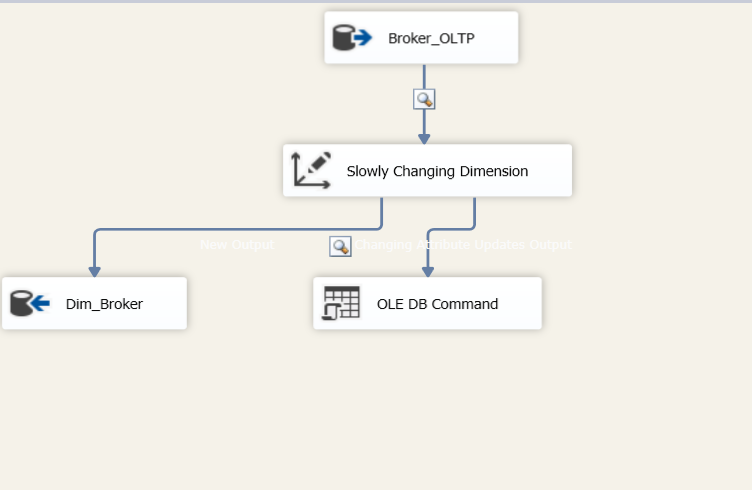 Broker_OLTP
Slowly Changing Dimension
New Output
Changing Attribute Updates Output
Dim_Broker
OLE DB Command